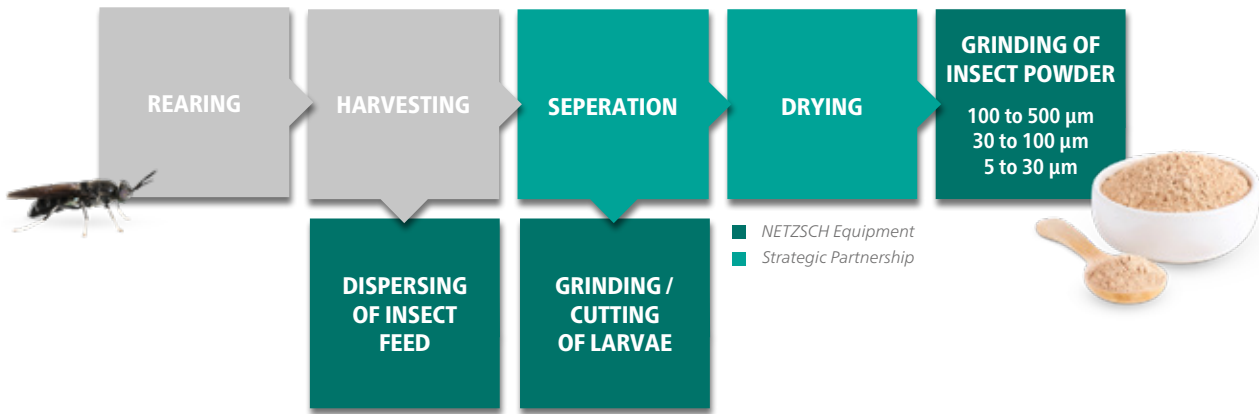 REARING
HARVESTING
SEPERATION
DRYING
GRINDING OF
INSECT POWDER
100 to 500 µm
30 to 100 µm
5 to 30 µm
DISPERSING
OF INSECT
FEED
GRINDING /
CUTTING
OF LARVAE
NETZSCH Equipment
Strategic Partnership